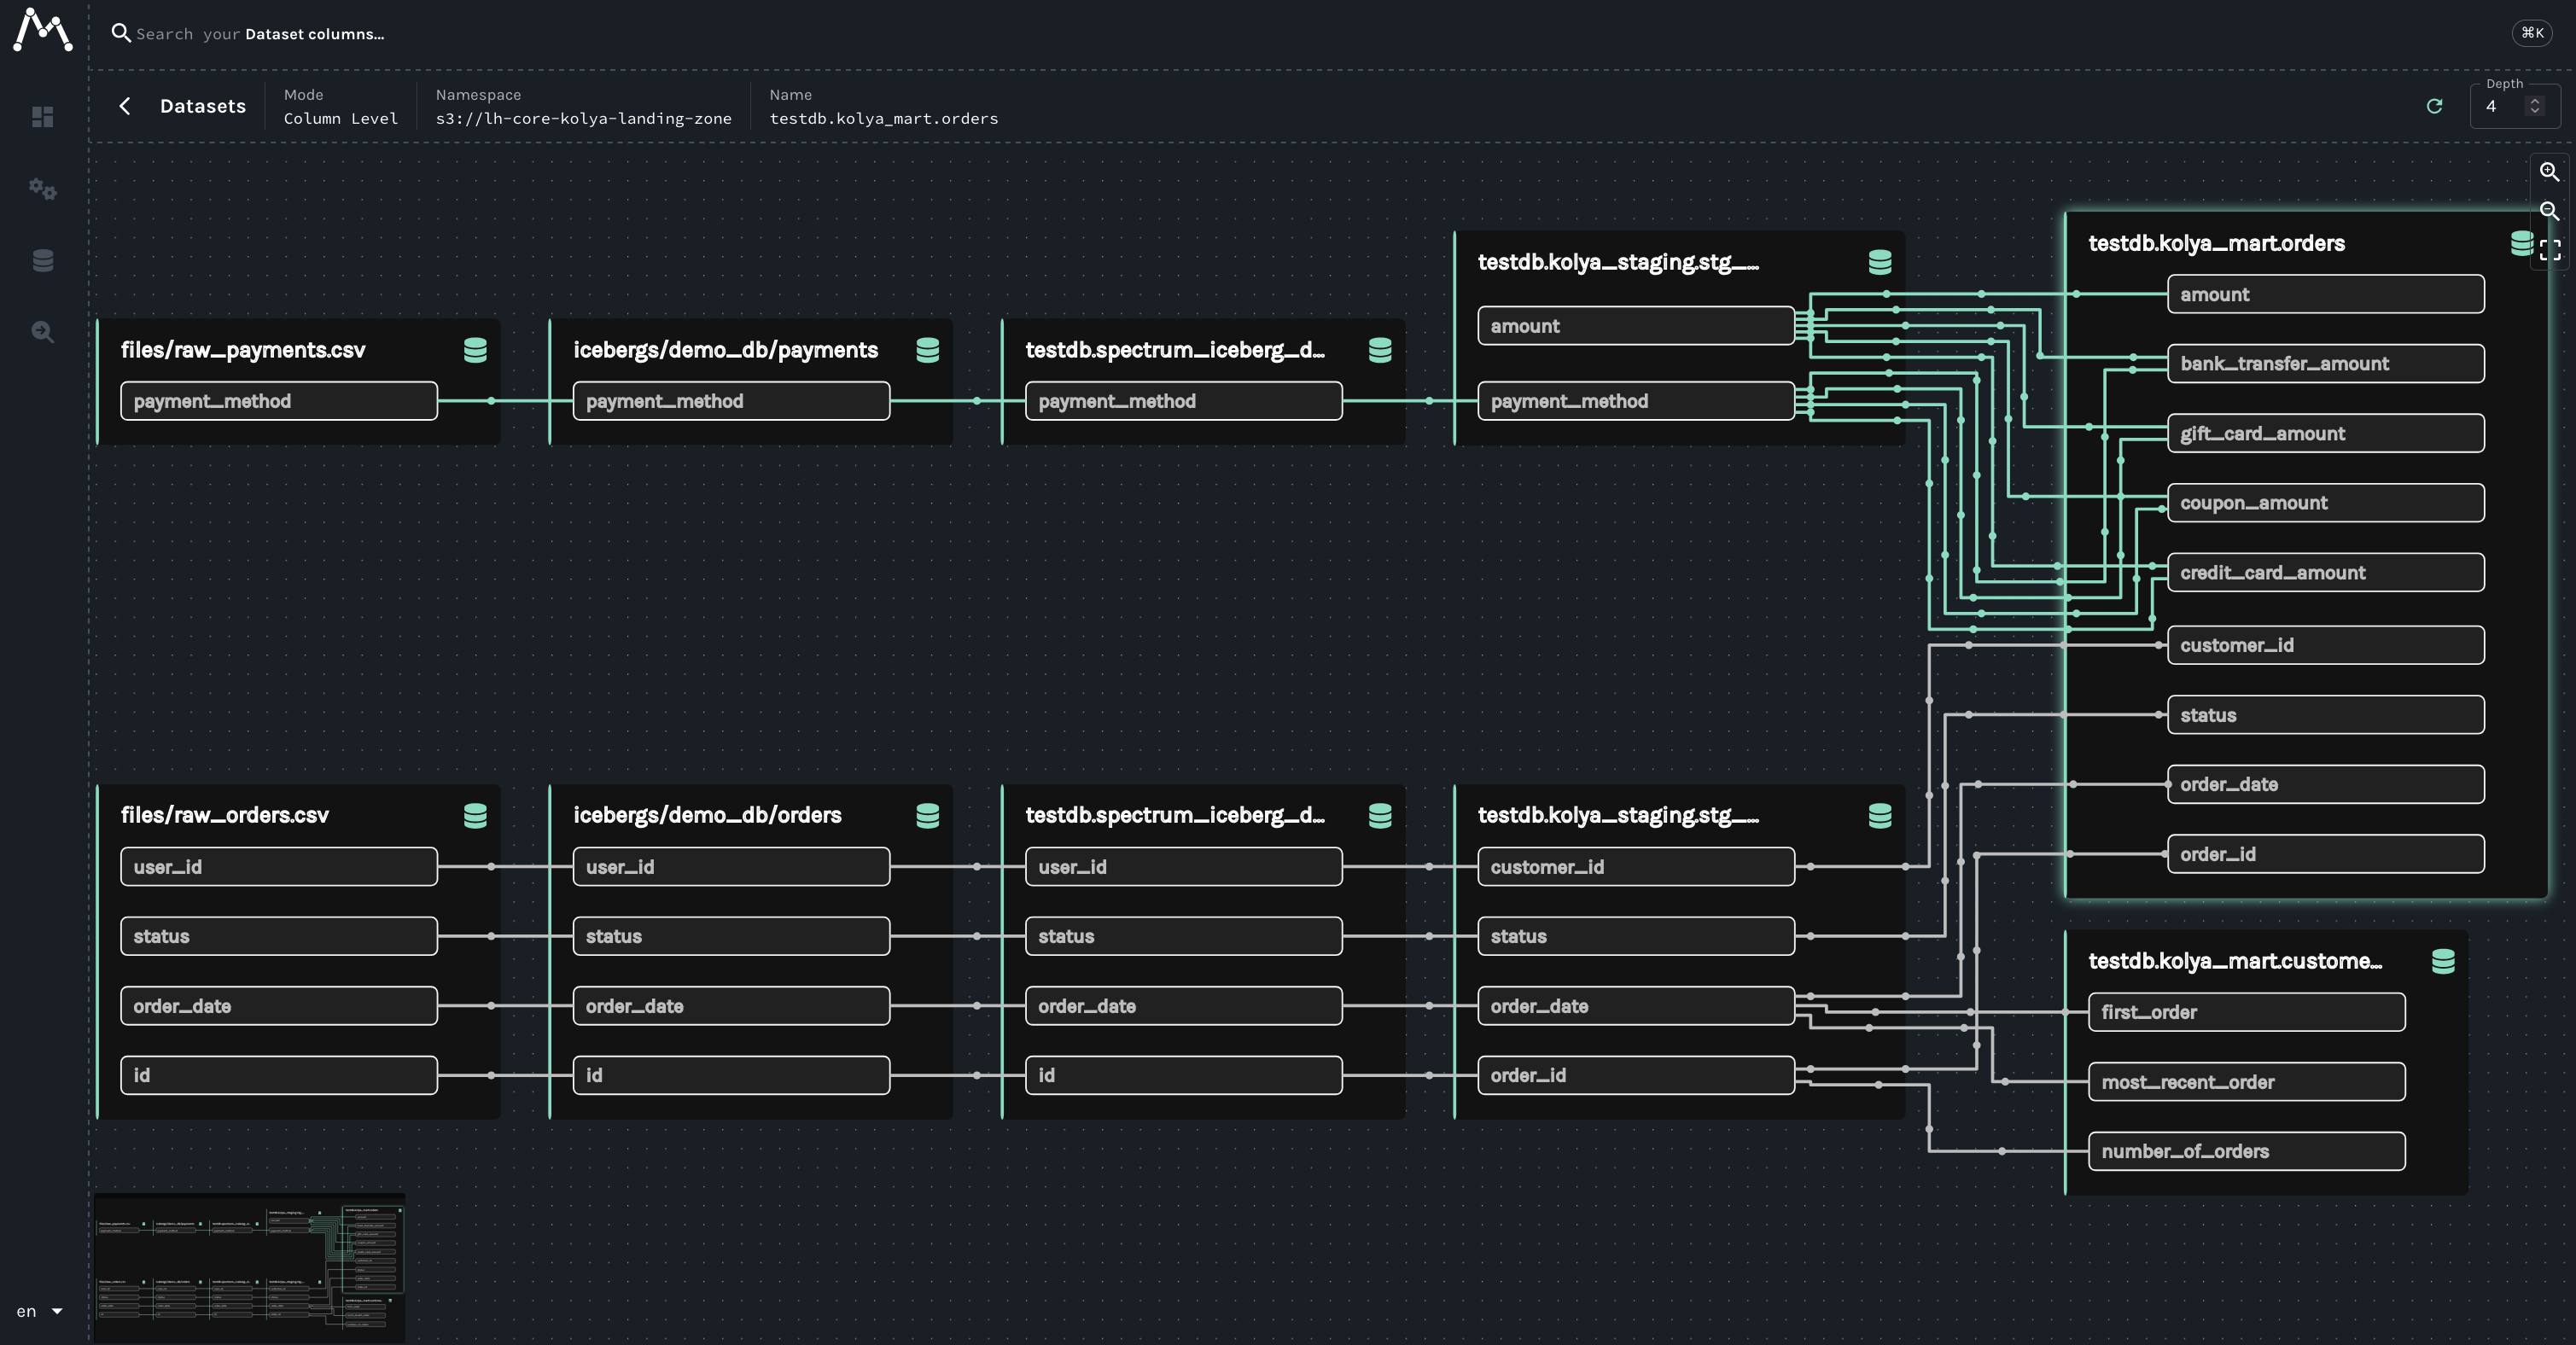 Search your Dataset columns...
⌘K
Datasets
Mode
Column Level
Namespace
s3://lh-core-kolya-landing-zone
Name
testdb.kolya_mart.orders
Depth
4
files/raw_payments.csv
payment_method
icebergs/demo_db/payments
payment_method
testdb.spectrum_iceberg_d...
payment_method
testdb.kolya_staging.stg_...
amount
payment_method
testdb.kolya_mart.orders
amount
bank_transfer_amount
gift_card_amount
coupon_amount
credit_card_amount
customer_id
status
order_date
order_id
files/raw_orders.csv
user_id
status
order_date
id
icebergs/demo_db/orders
user_id
status
order_date
id
testdb.spectrum_iceberg_d...
user_id
status
order_date
id
testdb.kolya_staging.stg_...
customer_id
status
order_date
order_id
testdb.kolya_mart.custome...
first_order
most_recent_order
number_of_orders
en